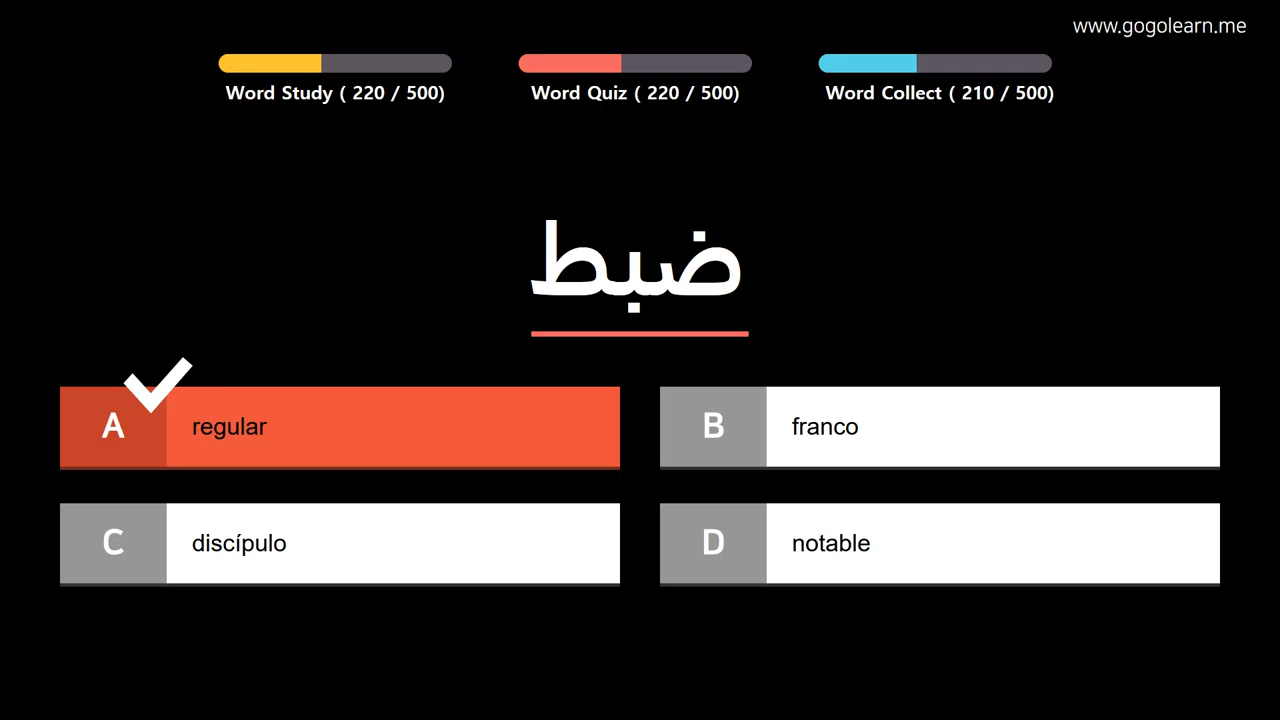 www.gogolearn.me
Word Study ( 220 / 500)
Word Quiz ( 220 / 500)
Word Collect ( 210 / 500)
ضبط
A regular
B franco
C discípulo
D notable